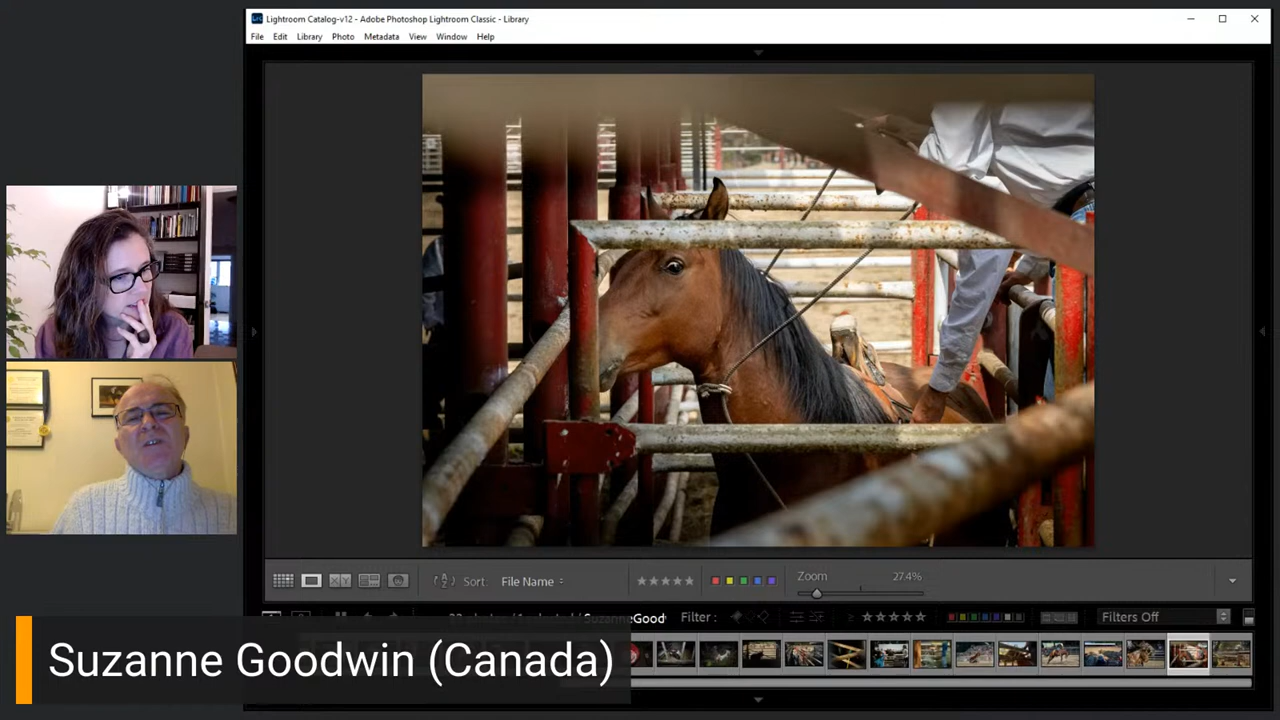 Lightroom Catalog-v12 - Adobe Photoshop Lightroom Classic - Library
File Edit Library Photo Metadata View Window Help
Sort: File Name
Zoom 27.4%
SuzanneGood
Filter :
Filters Off
Suzanne Goodwin (Canada)